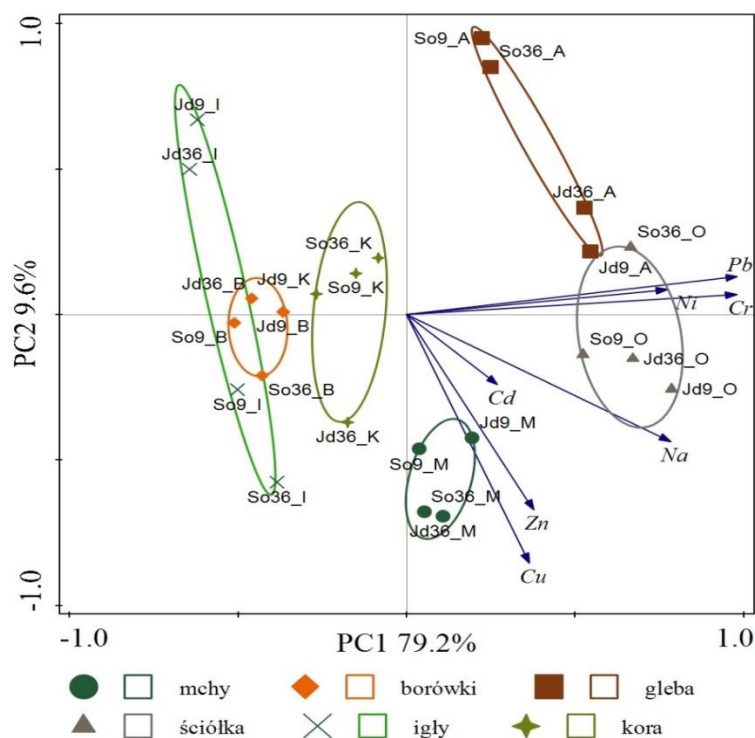 1.0
So9_A
So36_A
Jd9_I
Jd36_I
Jd36_A
So36_K
So36_O
Jd36_B
Jd9_K
So9_K
Jd9_A
Pb
Ni
Cr
So9_B
Jd9_B
So9_O
Jd36_O
Cd
So36_B
Jd9_O
So9_I
Jd36_K
Jd9_M
Na
So9_M
So36_I
So36_M
Zn
Jd36_M
Cu
PC2 9.6%
-1.0
-1.0
PC1 79.2%
1.0
mchy borówki gleba
ściółka igły kora